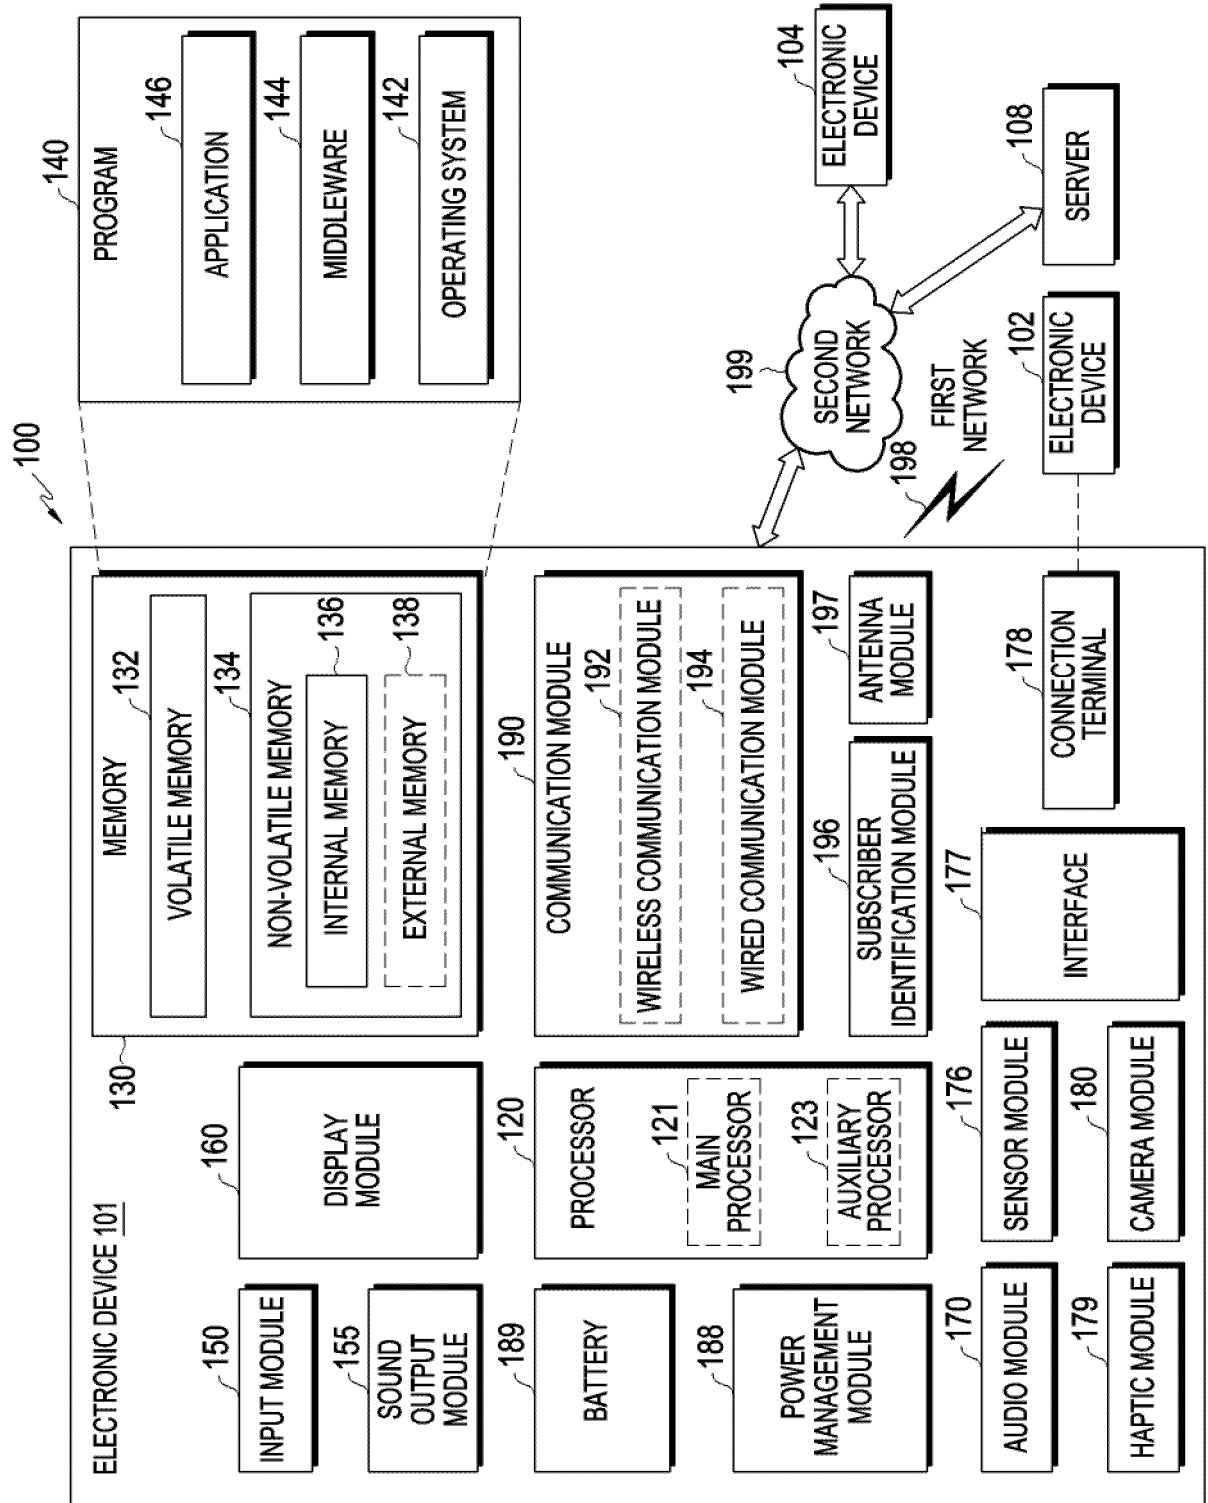 100
ELECTRONIC DEVICE 101
150
INPUT MODULE
155
SOUND
OUTPUT
MODULE
189
BATTERY
188
POWER
MANAGEMENT
MODULE
170
AUDIO MODULE
179
HAPTIC MODULE
160
DISPLAY
MODULE
120
PROCESSOR
121
MAIN
PROCESSOR
123
AUXILIARY
PROCESSOR
176
SENSOR MODULE
180
CAMERA MODULE
130
MEMORY
132
VOLATILE MEMORY
134
NON-VOLATILE MEMORY
136
INTERNAL MEMORY
138
EXTERNAL MEMORY
190
COMMUNICATION MODULE
192
WIRELESS COMMUNICATION MODULE
194
WIRED COMMUNICATION MODULE
196
SUBSCRIBER
IDENTIFICATION MODULE
197
ANTENNA
MODULE
177
INTERFACE
178
CONNECTION
TERMINAL
140
PROGRAM
146
APPLICATION
144
MIDDLEWARE
142
OPERATING SYSTEM
199
SECOND
NETWORK
198
FIRST
NETWORK
104
ELECTRONIC
DEVICE
108
SERVER
102
ELECTRONIC
DEVICE